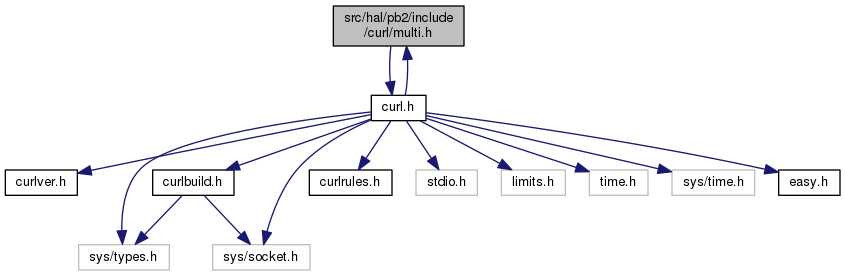 src/hal/pb2/include
/curl/multi.h
curl.h
curlver.h
curlbuild.h
curlrules.h
stdio.h
limits.h
time.h
sys/time.h
easy.h
sys/types.h
sys/socket.h